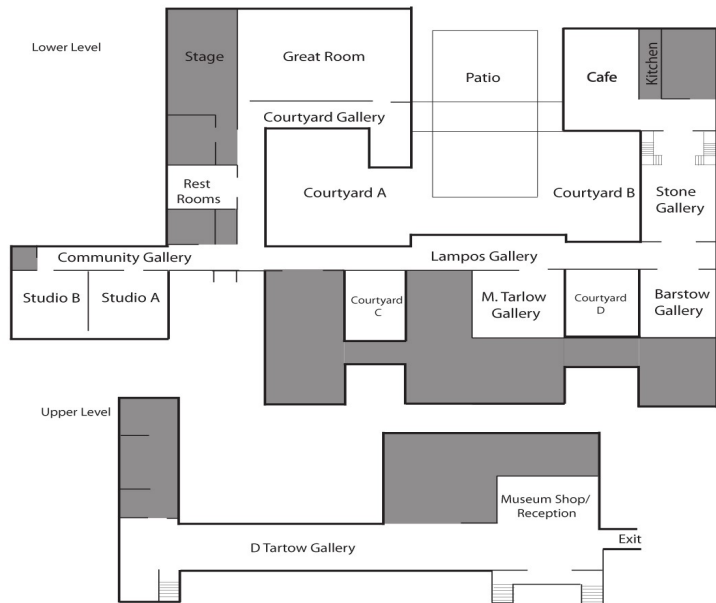 Lower Level
Stage
Great Room
Patio
Cafe
Kitchen
Courtyard Gallery
Rest
Rooms
Courtyard A
Courtyard B
Stone
Gallery
Community Gallery
Lampos Gallery
Studio B
Studio A
Courtyard
C
M. Tarlow
Gallery
Courtyard
D
Barstow
Gallery
Upper Level
Museum Shop/
Reception
D Tartow Gallery
Exit